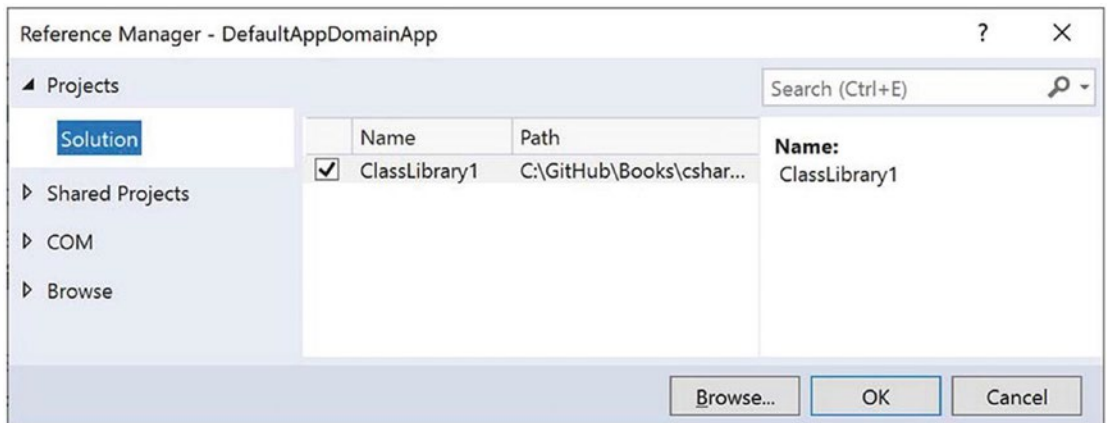 Reference Manager - DefaultAppDomainApp ? ×
Projects
Search (Ctrl+E)
Solution
Name Path
ClassLibrary1 C:\GitHub\Books\cshar...
Name:
ClassLibrary1
Shared Projects
COM
Browse
Browse... OK Cancel